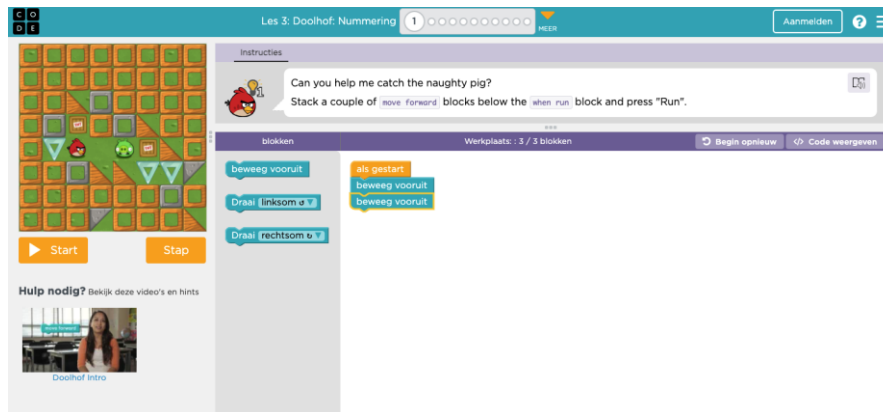 C O
D E
Les 3: Doolhof: Nummering
1
MEER
Aanmelden
?
Instructies
1
Can you help me catch the naughty pig?
Stack a couple of move forward blocks below the when run block and press "Run".
blokken
Werkplaats: : 3 / 3 blokken
Begin opnieuw
</> Code weergeven
beweeg vooruit
Draai linksom ↺ ▼
Draai rechtsom ↻ ▼
als gestart
beweeg vooruit
beweeg vooruit
Start
Stap
Hulp nodig? Bekijk deze video's en hints
move forward
Doolhof Intro